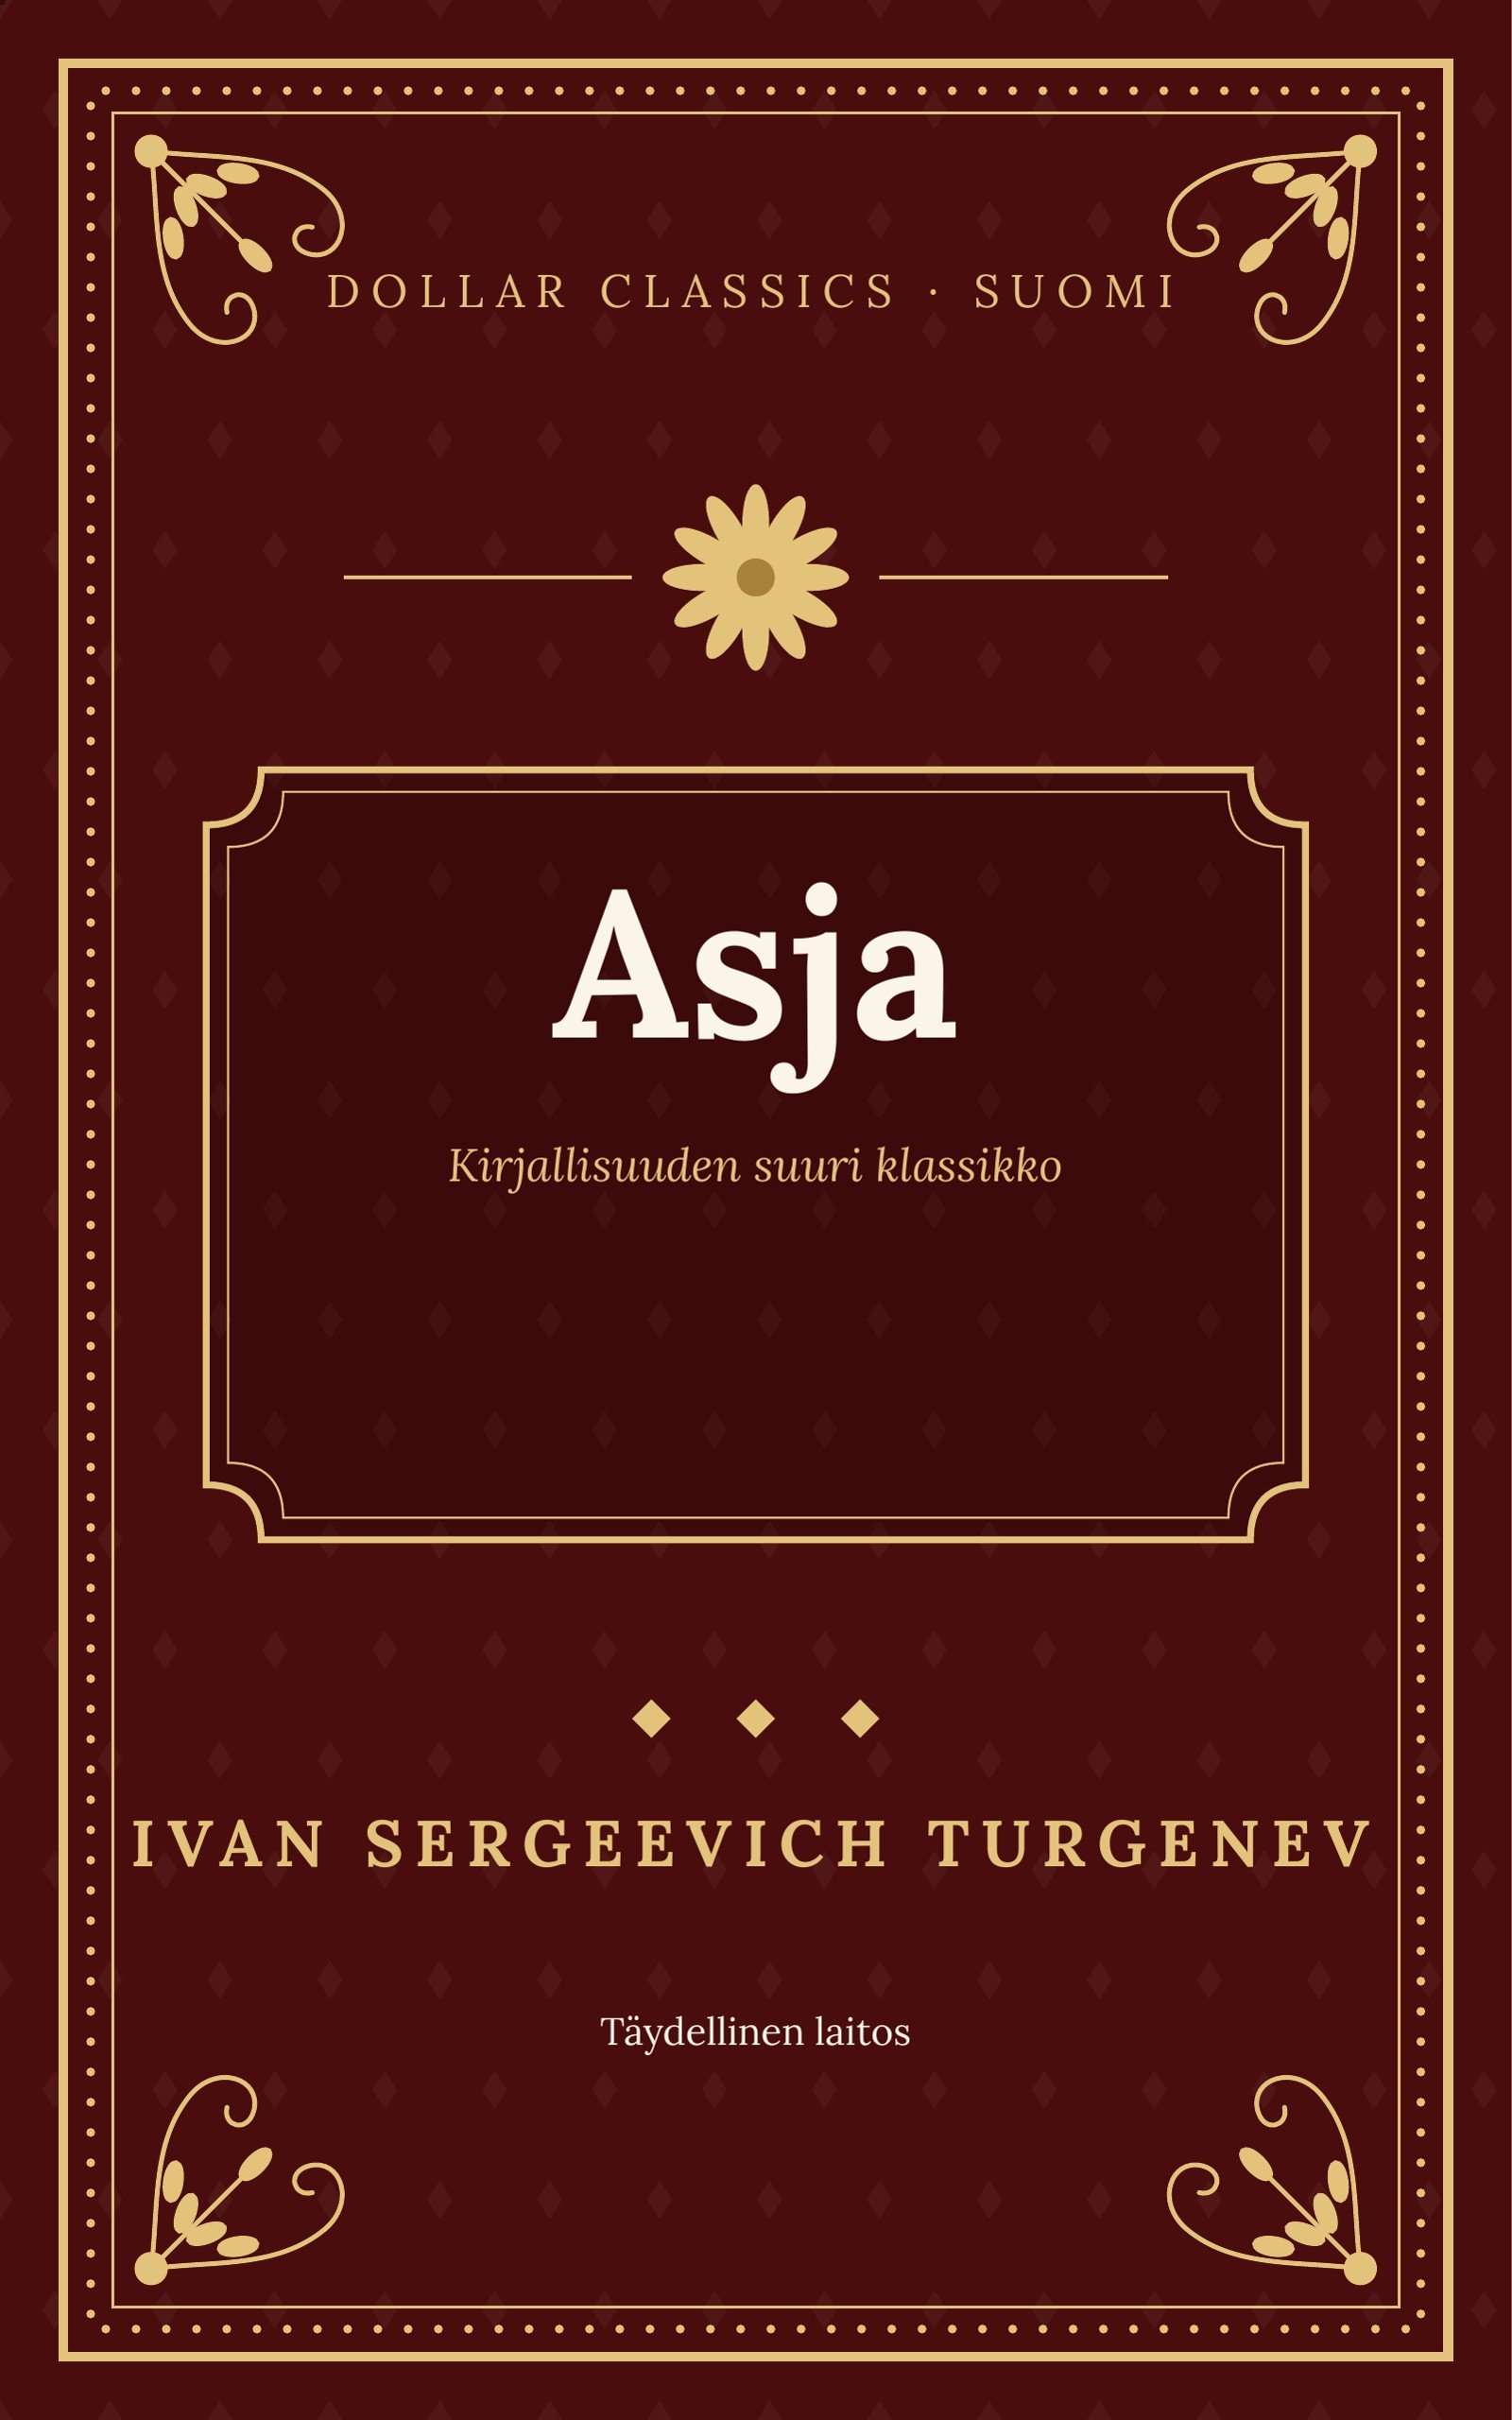 DOLLAR CLASSICS · SUOMI
Asja
Kirjallisuuden suuri klassikko
IVAN SERGEEVICH TURGENEV
Täydellinen laitos